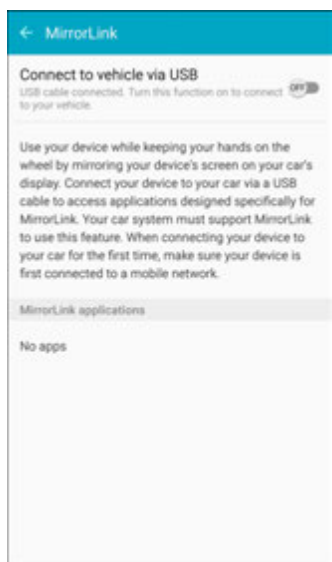 MirrorLink
Connect to vehicle via USB
USB cable connected. Turn this function on to connect
to your vehicle.
OFF
Use your device while keeping your hands on the
wheel by mirroring your device's screen on your car's
display. Connect your device to your car via a USB
cable to access applications designed specifically for
MirrorLink. Your car system must support MirrorLink
to use this feature. When connecting your device to
your car for the first time, make sure your device is
first connected to a mobile network.
MirrorLink applications
No apps